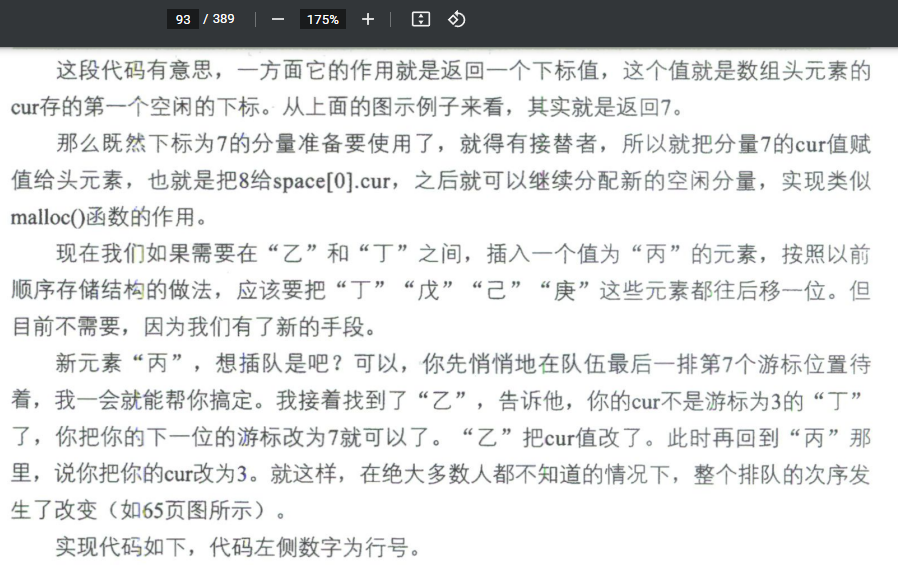 93 / 389 175%
这段代码有意思，一方面它的作用就是返回一个下标值，这个值就是数组头元素的
cur存的第一个空闲的下标。从上面的图示例子来看，其实就是返回7。
那么既然下标为7的分量准备要使用了，就得有接替者，所以就把分量7的cur值赋
值给头元素，也就是把8给space[0].cur，之后就可以继续分配新的空闲分量，实现类似
malloc()函数的作用。
现在我们如果需要在“乙”和“丁”之间，插入一个值为“丙”的元素，按照以前
顺序存储结构的做法，应该要把“丁”“戊”“己”“庚”这些元素都往后移一位。但
目前不需要，因为我们有了新的手段。
新元素“丙”，想插队是吧？可以，你先悄悄地在队伍最后一排第7个游标位置待
着，我一会就能帮你搞定。我接着找到了“乙”，告诉他，你的cur不是游标为3的“丁”
了，你把你的下一位的游标改为7就可以了。“乙”把cur值改了。此时再回到“丙”那
里，说你把你的cur改为3。就这样，在绝大多数人都不知道的情况下，整个排队的次序发
生了改变（如65页图所示）。
实现代码如下，代码左侧数字为行号。